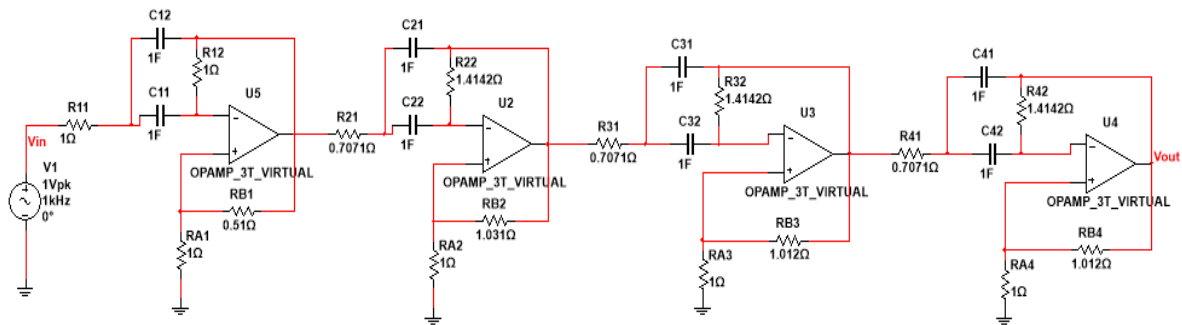 C12
1F
R12
1Ω
C11
1F
U5
R11
1Ω
Vin
V1
1Vpk
1kHz
0°
OPAMP_3T_VIRTUAL
RB1
0.51Ω
RA1
1Ω
C21
1F
R22
1.4142Ω
C22
1F
U2
R21
0.7071Ω
OPAMP_3T_VIRTUAL
RB2
1.031Ω
RA2
1Ω
C31
1F
R32
1.4142Ω
C32
1F
U3
R31
0.7071Ω
OPAMP_3T_VIRTUAL
RB3
1.012Ω
RA3
1Ω
C41
1F
R42
1.4142Ω
C42
1F
U4
R41
0.7071Ω
Vout
OPAMP_3T_VIRTUAL
RB4
1.012Ω
RA4
1Ω